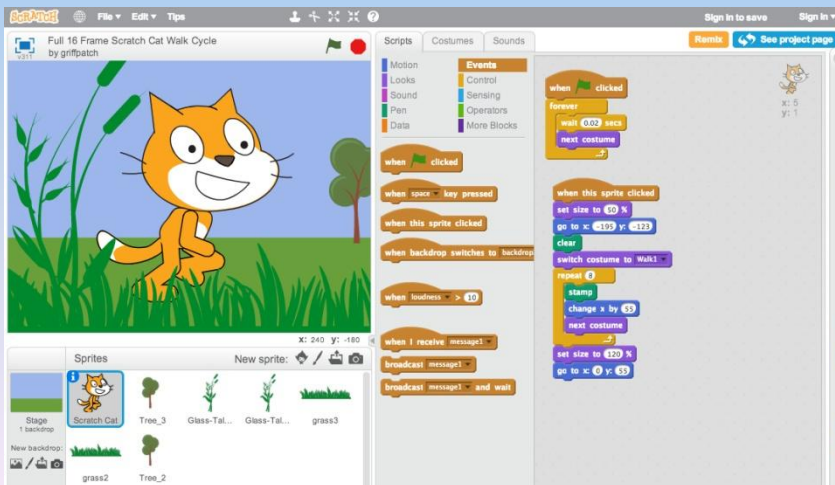 SCRATCH File Edit Tips Sign in to save Sign in
Full 16 Frame Scratch Cat Walk Cycle
by griffpatch
x311
Scripts Costumes Sounds
Remix See project page
Motion Events
Looks Control
Sound Sensing
Pen Operators
Data More Blocks
when clicked
when space key pressed
when this sprite clicked
when backdrop switches to backdrop
when loudness > 10
when I receive message1
broadcast message1
broadcast message1 and wait
when clicked
forever
wait 0.02 secs
next costume
when this sprite clicked
set size to 50 %
go to x: -195 y: -123
clear
switch costume to Walk1
repeat 8
stamp
change x by 55
next costume
set size to 120 %
go to x: 0 y: 55
x: 5
y: 1
x: 240 y: -180
Sprites New sprite:
Stage
1 backdrop
New backdrop:
Scratch Cat Tree_3 Glass-Tal... Glass-Tal... grass3
grass2 Tree_2